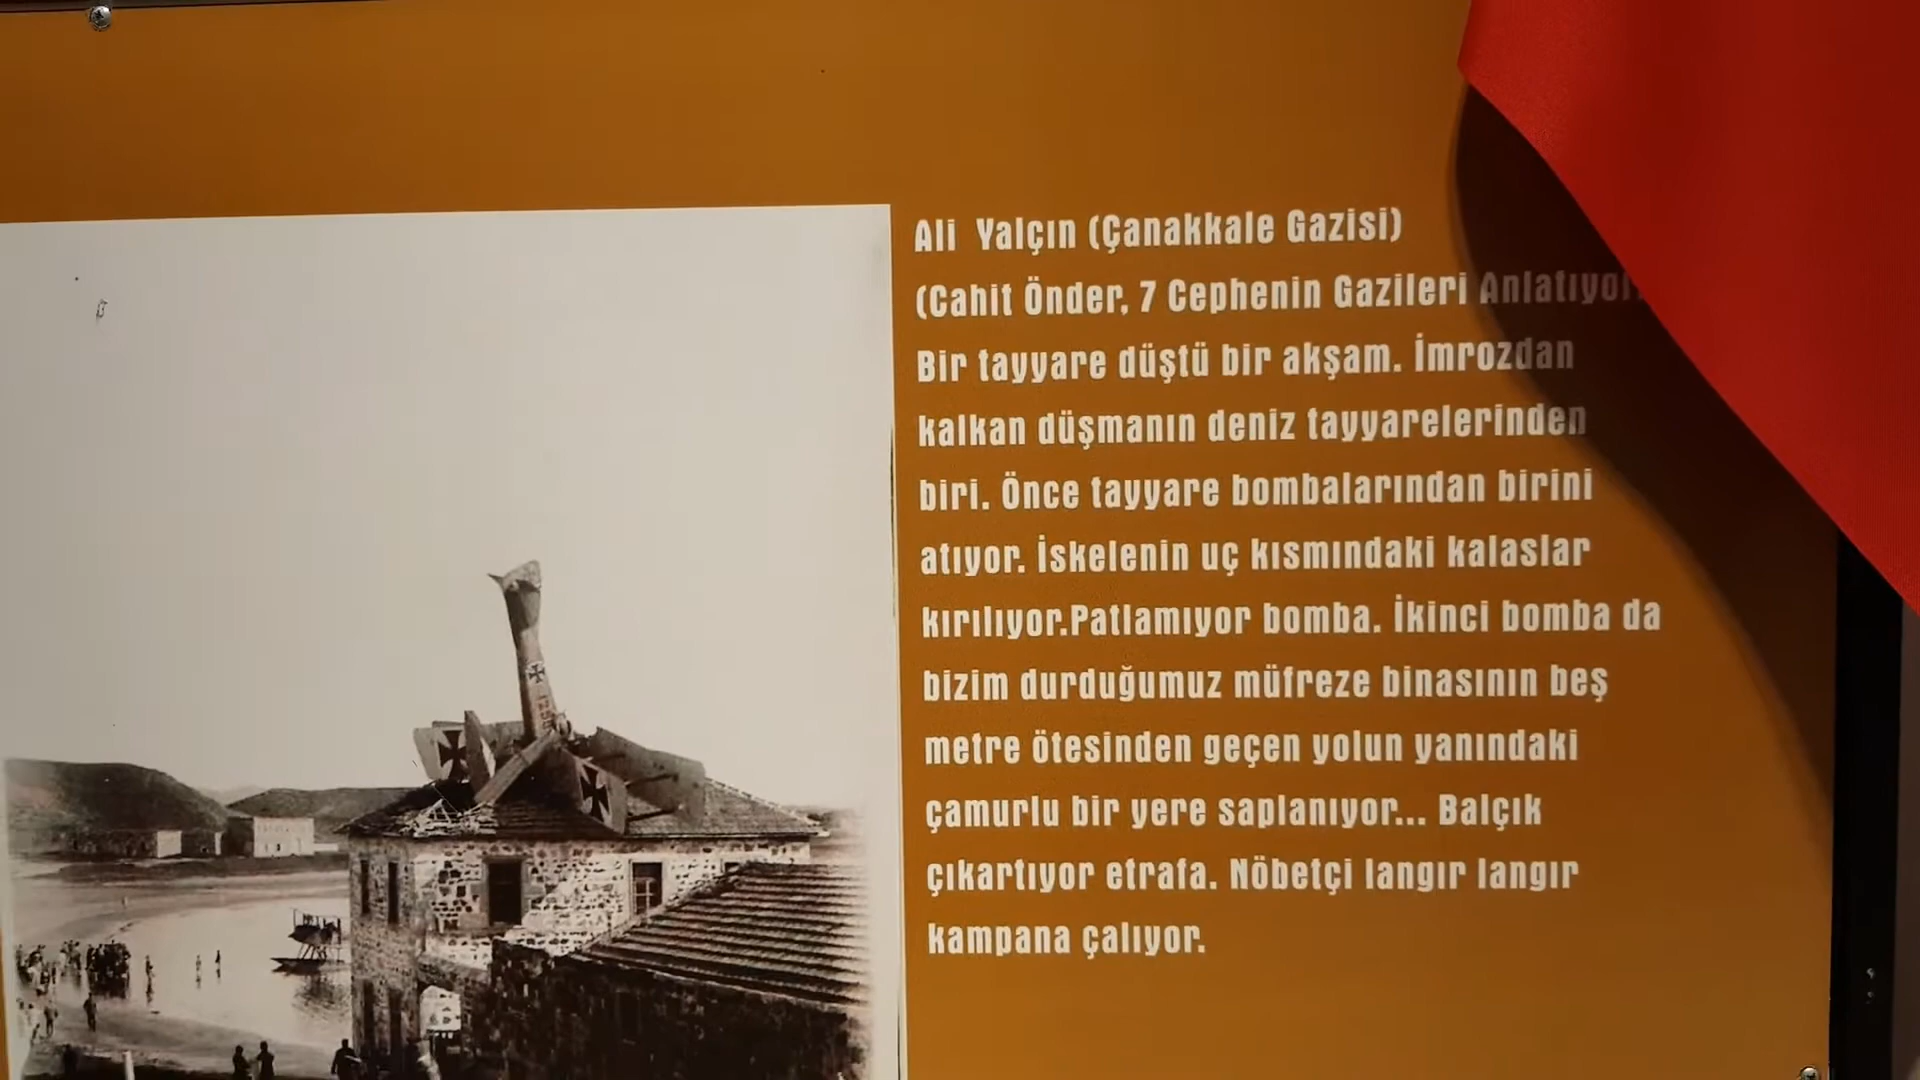 Ali Yalçın (Çanakkale Gazisi)
(Cahit Önder, 7 Cephenin Gazileri Anlatıyor
Bir tayyare düştü bir akşam. İmrozdan
kalkan düşmanın deniz tayyarelerinden
biri. Önce tayyare bombalarından birini
atıyor. İskelenin uç kısmındaki kalaslar
kırılıyor.Patlamıyor bomba. İkinci bomba da
bizim durduğumuz müfreze binasının beş
metre ötesinden geçen yolun yanındaki
çamurlu bir yere saplanıyor... Balçık
çıkartıyor etrafa. Nöbetçi langır langır
kampana çalıyor.